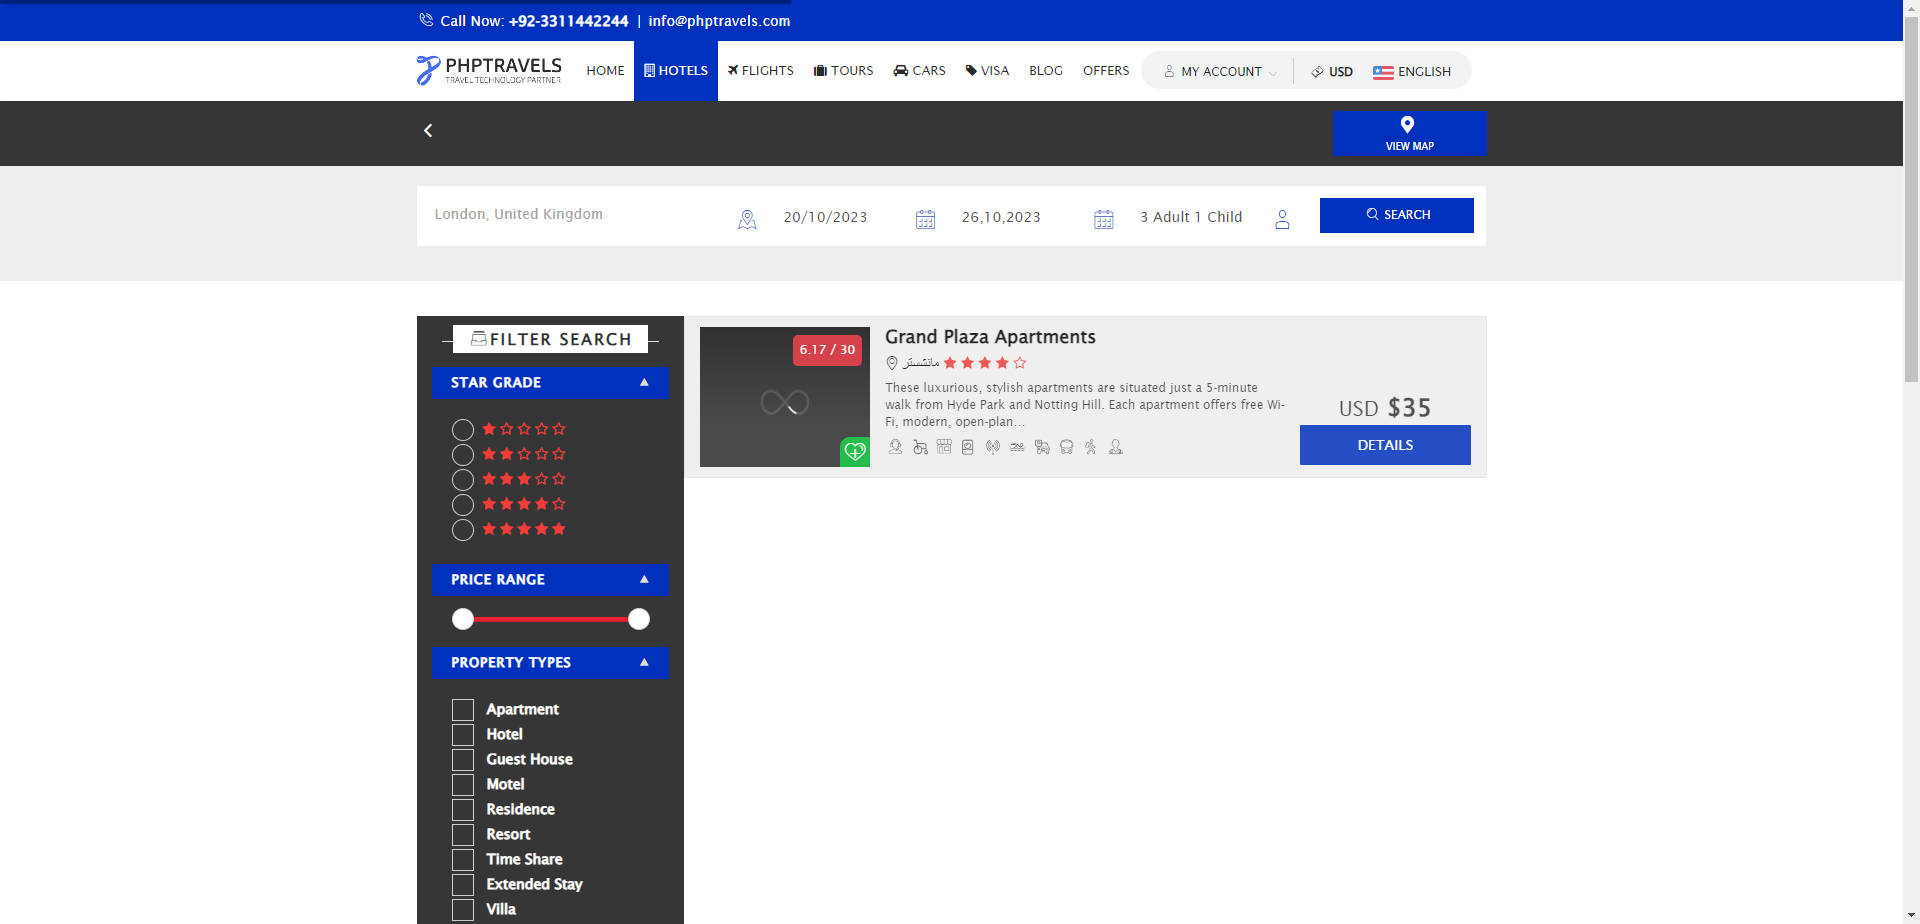 Call Now: +92-3311442244 | info@phptravels.com
PHPTRAVELS
TRAVEL TECHNOLOGY PARTNER
HOME
HOTELS
FLIGHTS
TOURS
CARS
VISA
BLOG
OFFERS
MY ACCOUNT
USD
ENGLISH
VIEW MAP
London, United Kingdom
20/10/2023
26,10,2023
3 Adult 1 Child
SEARCH
FILTER SEARCH
STAR GRADE
PRICE RANGE
PROPERTY TYPES
Apartment
Hotel
Guest House
Motel
Residence
Resort
Time Share
Extended Stay
Villa
6.17 / 30
Grand Plaza Apartments
مانشستر
These luxurious, stylish apartments are situated just a 5-minute
walk from Hyde Park and Notting Hill. Each apartment offers free Wi-
Fi, modern, open-plan...
USD $35
DETAILS